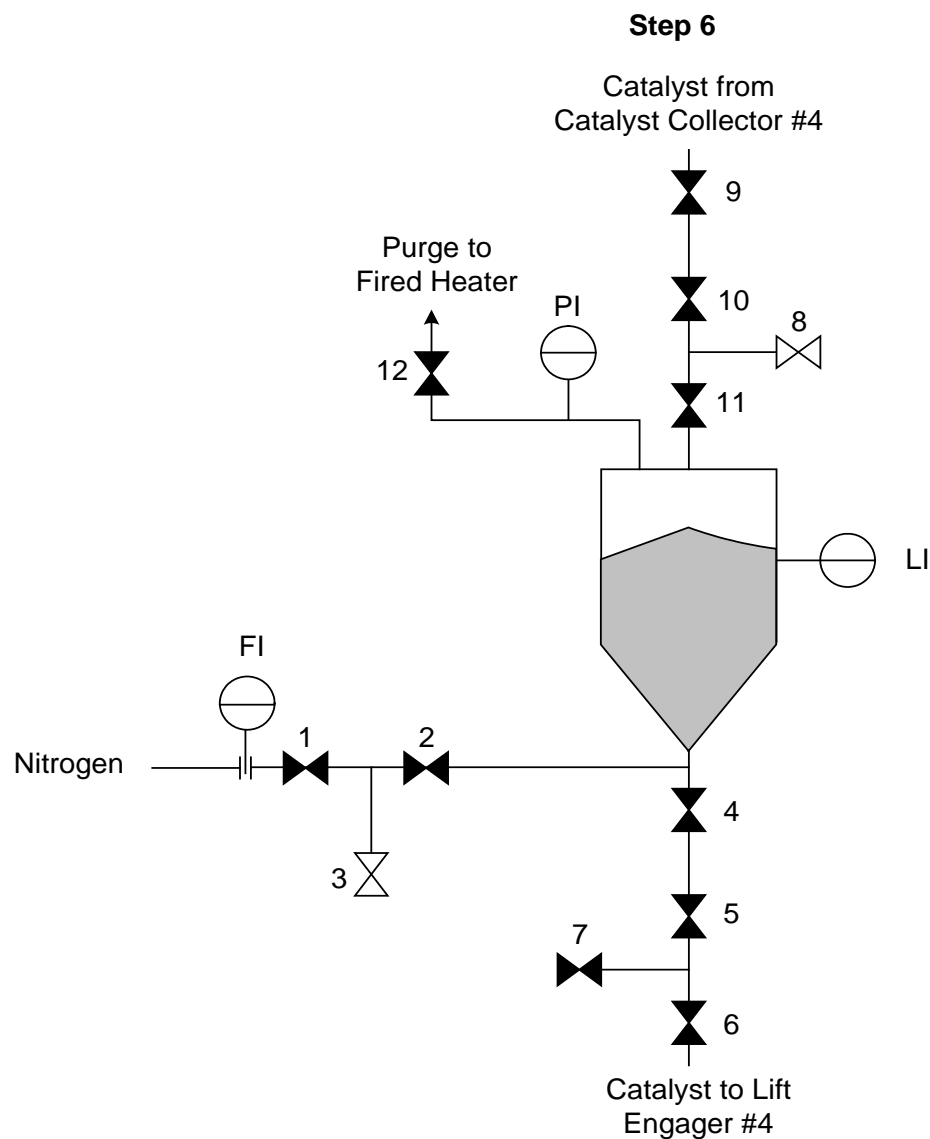 Step 6
Catalyst from
Catalyst Collector #4
9
Purge to
Fired Heater
10
PI
8
12
11
LI
FI
1
2
Nitrogen
4
3
5
7
6
Catalyst to Lift
Engager #4